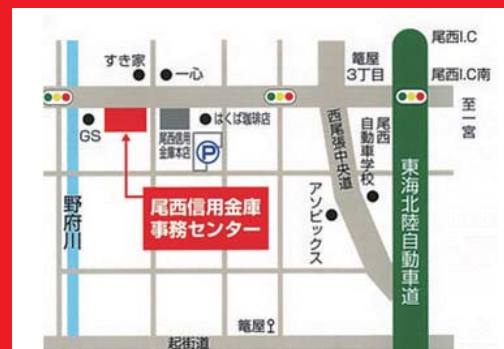 尾西I.C
すき家
一心
篭屋
3丁目
尾西I.C南
至一宮
GS
尾西信用
金庫本店
はくば珈琲店
P
西尾張中央道
尾西
自動車学校
東海北陸自動車道
野府川
尾西信用金庫
事務センター
アソビックス
篭屋
起街道